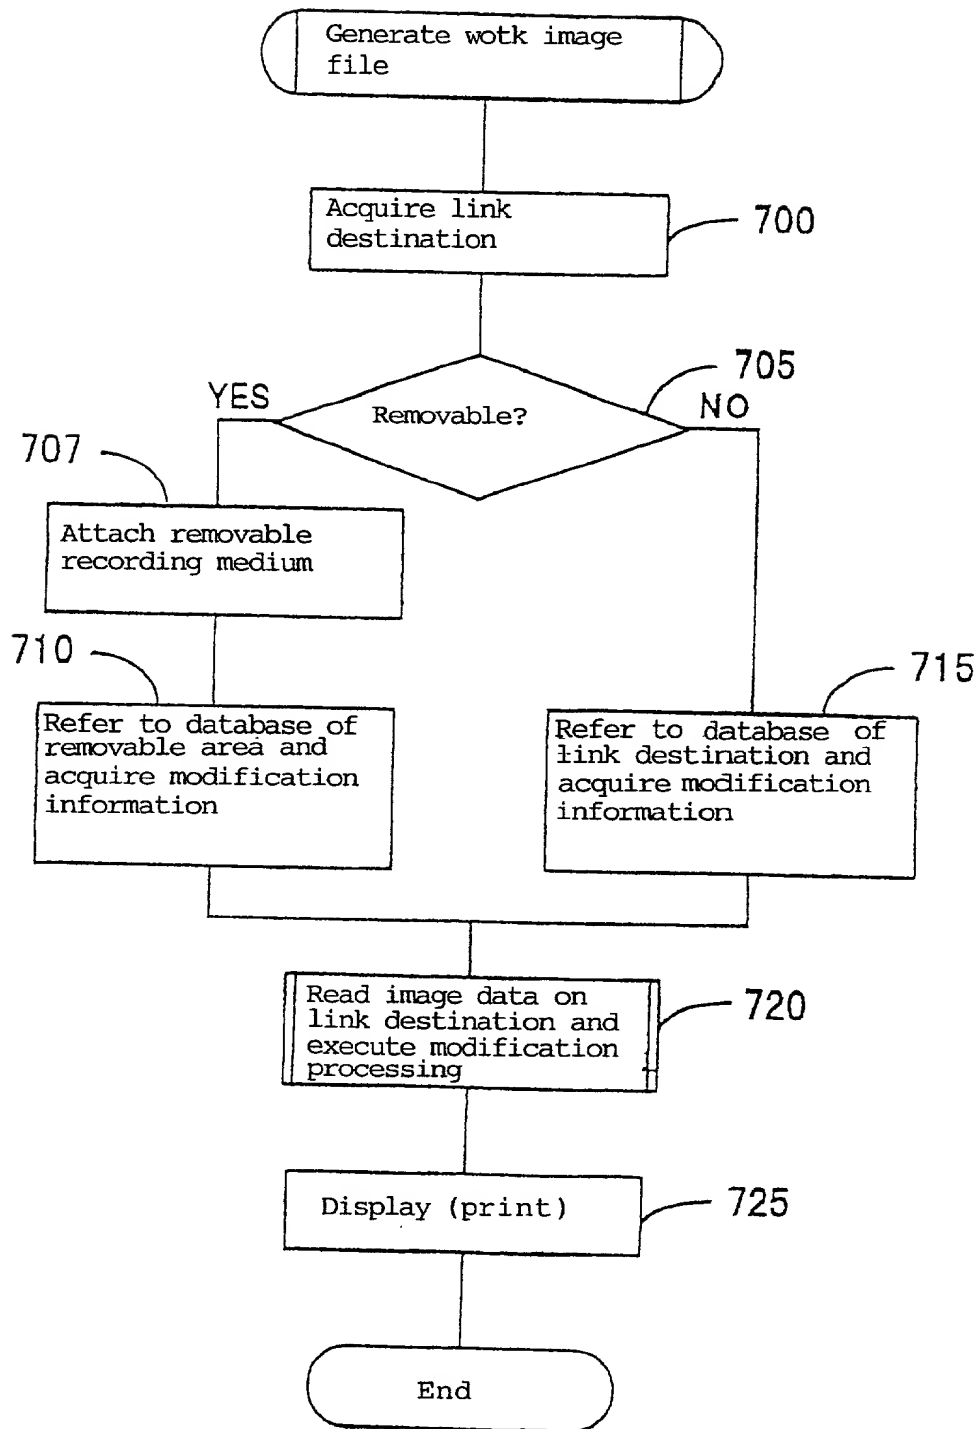 Generate wotk image
file
Acquire link
destination
700
705
YES
Removable?
NO
707
Attach removable
recording medium
710
715
Refer to database of
removable area and
acquire modification
information
Refer to database of
link destination and
acquire modification
information
Read image data on
link destination and
execute modification
processing
720
Display (print)
725
End